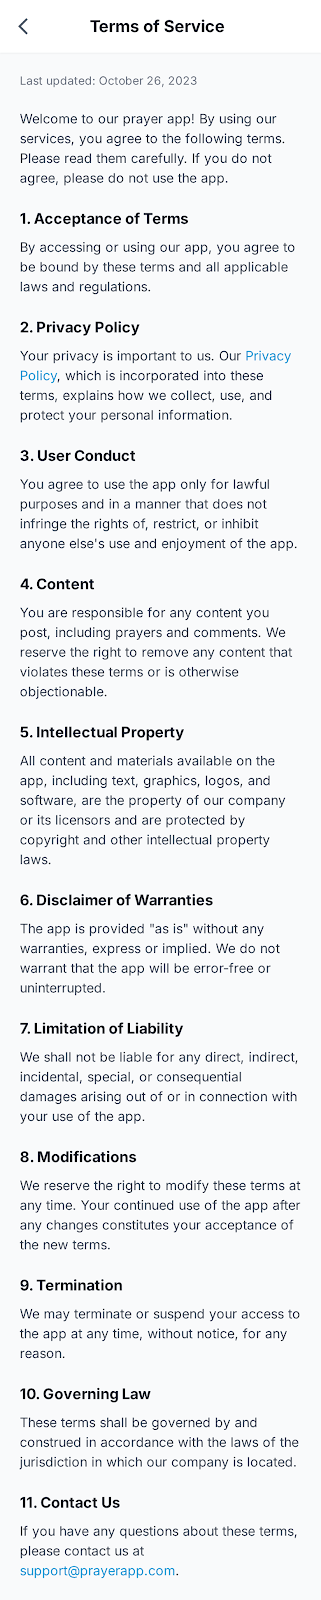 Terms of Service
Last updated: October 26, 2023
Welcome to our prayer app! By using our
services, you agree to the following terms.
Please read them carefully. If you do not
agree, please do not use the app.
1. Acceptance of Terms
By accessing or using our app, you agree to
be bound by these terms and all applicable
laws and regulations.
2. Privacy Policy
Your privacy is important to us. Our Privacy
Policy, which is incorporated into these
terms, explains how we collect, use, and
protect your personal information.
3. User Conduct
You agree to use the app only for lawful
purposes and in a manner that does not
infringe the rights of, restrict, or inhibit
anyone else's use and enjoyment of the app.
4. Content
You are responsible for any content you
post, including prayers and comments. We
reserve the right to remove any content that
violates these terms or is otherwise
objectionable.
5. Intellectual Property
All content and materials available on the
app, including text, graphics, logos, and
software, are the property of our company
or its licensors and are protected by
copyright and other intellectual property
laws.
6. Disclaimer of Warranties
The app is provided "as is" without any
warranties, express or implied. We do not
warrant that the app will be error-free or
uninterrupted.
7. Limitation of Liability
We shall not be liable for any direct, indirect,
incidental, special, or consequential
damages arising out of or in connection with
your use of the app.
8. Modifications
We reserve the right to modify these terms at
any time. Your continued use of the app after
any changes constitutes your acceptance of
the new terms.
9. Termination
We may terminate or suspend your access to
the app at any time, without notice, for any
reason.
10. Governing Law
These terms shall be governed by and
construed in accordance with the laws of the
jurisdiction in which our company is located.
11. Contact Us
If you have any questions about these terms,
please contact us at
support@prayerapp.com.